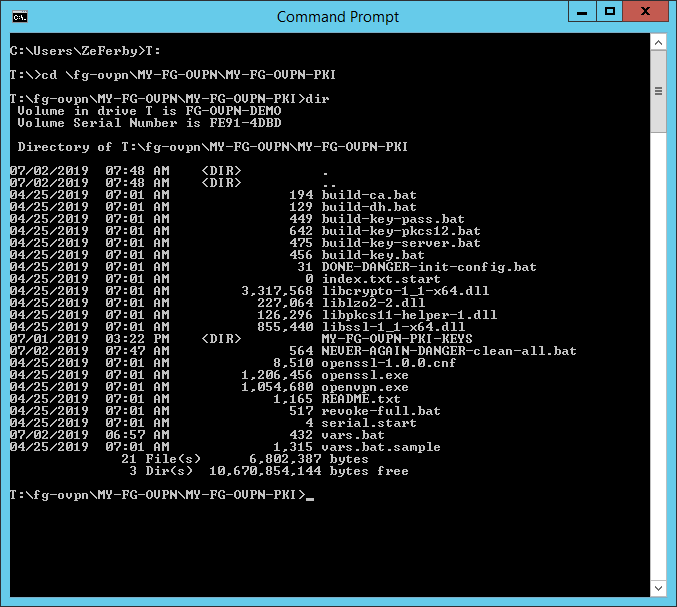 Command Prompt
C:\Users\ZeFerby>T:
T:\>cd \fg-ovpn\MY-FG-OVPN\MY-FG-OVPN-PKI
T:\fg-ovpn\MY-FG-OVPN\MY-FG-OVPN-PKI>dir
 Volume in drive T is FG-OVPN-DEMO
 Volume Serial Number is FE91-4DBD
 Directory of T:\fg-ovpn\MY-FG-OVPN\MY-FG-OVPN-PKI
07/02/2019  07:48 AM    <DIR>          .
07/02/2019  07:48 AM    <DIR>          ..
04/25/2019  07:01 AM               194 build-ca.bat
04/25/2019  07:01 AM               129 build-dh.bat
04/25/2019  07:01 AM               449 build-key-pass.bat
04/25/2019  07:01 AM               642 build-key-pkcs12.bat
04/25/2019  07:01 AM               475 build-key-server.bat
04/25/2019  07:01 AM               456 build-key.bat
04/25/2019  07:01 AM                31 DONE-DANGER-init-config.bat
04/25/2019  07:01 AM                 0 index.txt.start
04/25/2019  07:01 AM         3,317,568 libcrypto-1_1-x64.dll
04/25/2019  07:01 AM           227,064 liblzo2-2.dll
04/25/2019  07:01 AM           126,296 libpkcs11-helper-1.dll
04/25/2019  07:01 AM           855,440 libssl-1_1-x64.dll
07/01/2019  03:22 PM    <DIR>          MY-FG-OVPN-PKI-KEYS
07/02/2019  07:47 AM               564 NEVER-AGAIN-DANGER-clean-all.bat
04/25/2019  07:01 AM             8,510 openssl-1.0.0.cnf
04/25/2019  07:01 AM         1,206,456 openssl.exe
04/25/2019  07:01 AM         1,054,680 openvpn.exe
04/25/2019  07:01 AM             1,165 README.txt
04/25/2019  07:01 AM               517 revoke-full.bat
04/25/2019  07:01 AM                 4 serial.start
07/02/2019  06:57 AM               432 vars.bat
04/25/2019  07:01 AM             1,315 vars.bat.sample
              21 File(s)      6,802,387 bytes
               3 Dir(s)  10,670,854,144 bytes free
T:\fg-ovpn\MY-FG-OVPN\MY-FG-OVPN-PKI>_